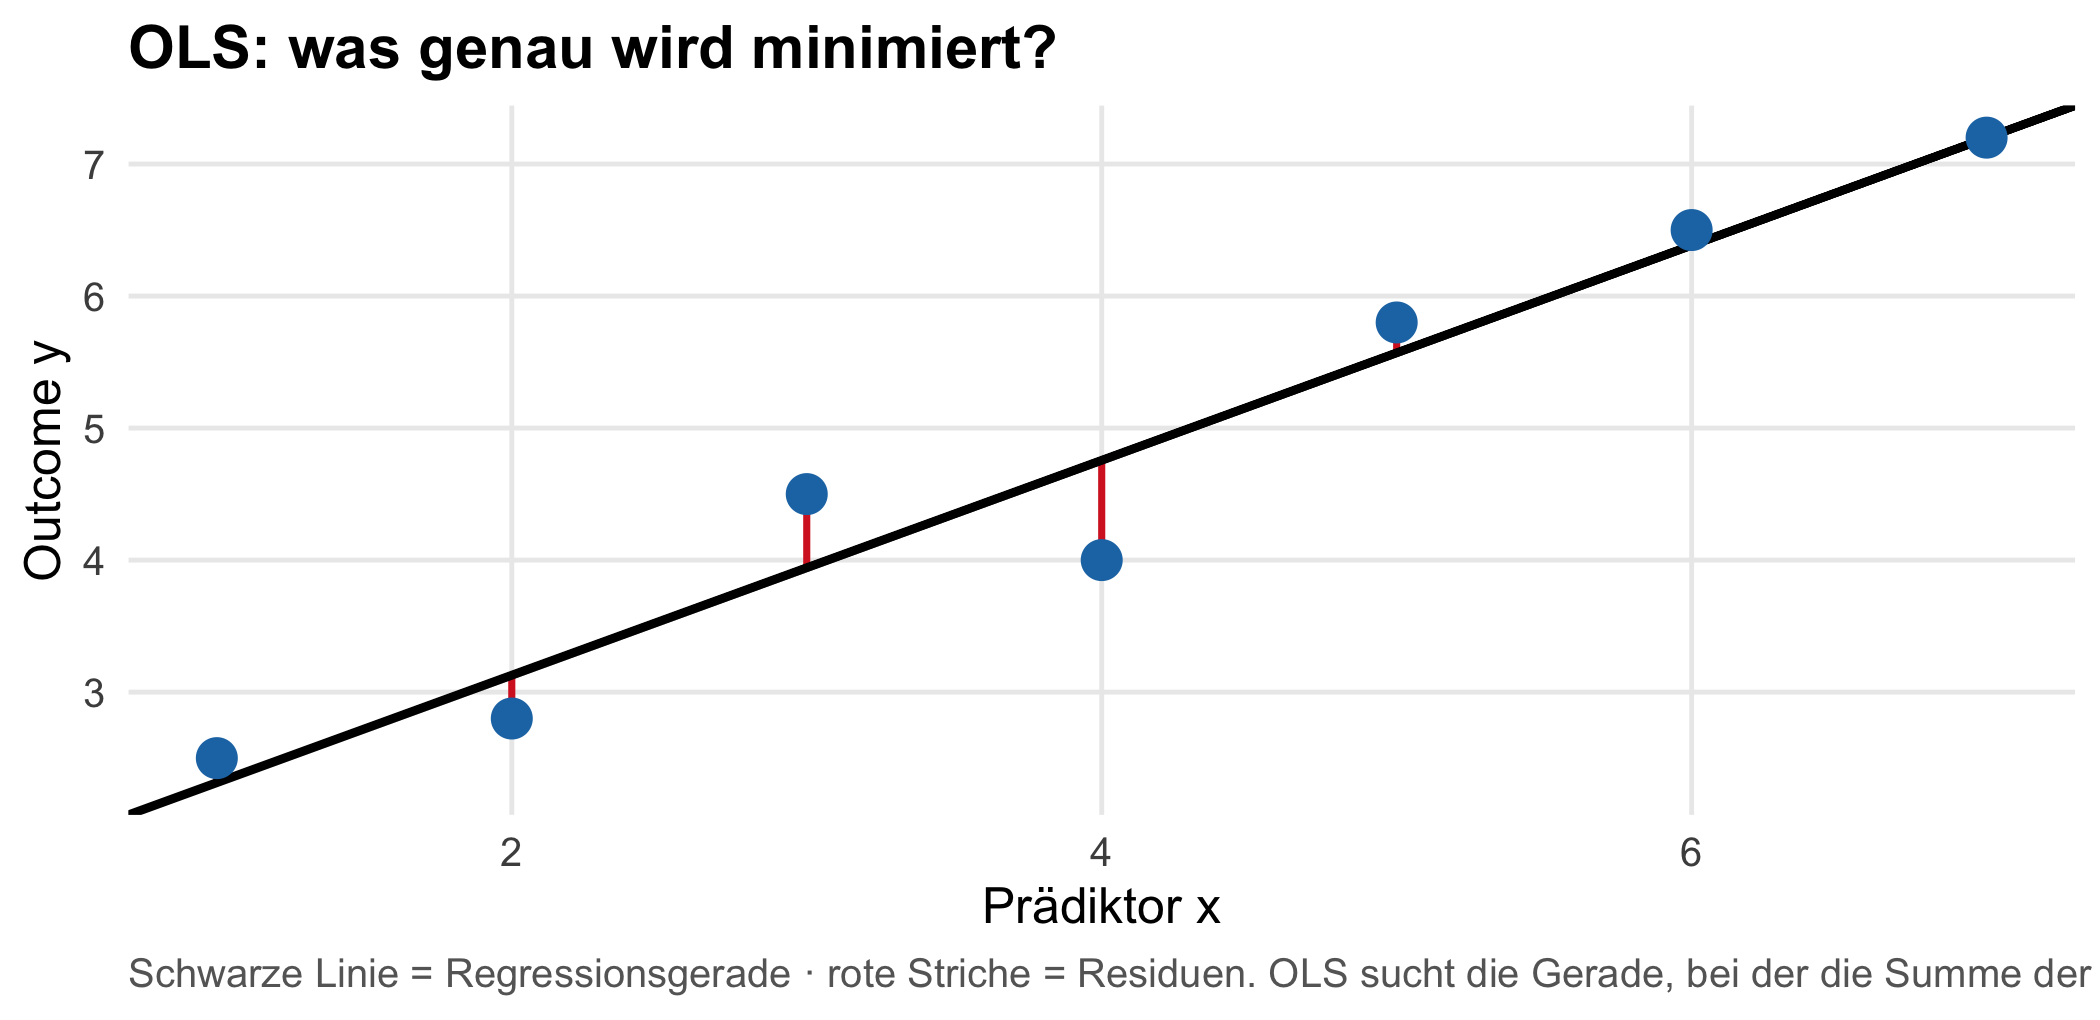 OLS: was genau wird minimiert?
7
6
5
4
3
Outcome y
2 4 6
Prädiktor x
Schwarze Linie = Regressionsgerade · rote Striche = Residuen. OLS sucht die Gerade, bei der die Summe der